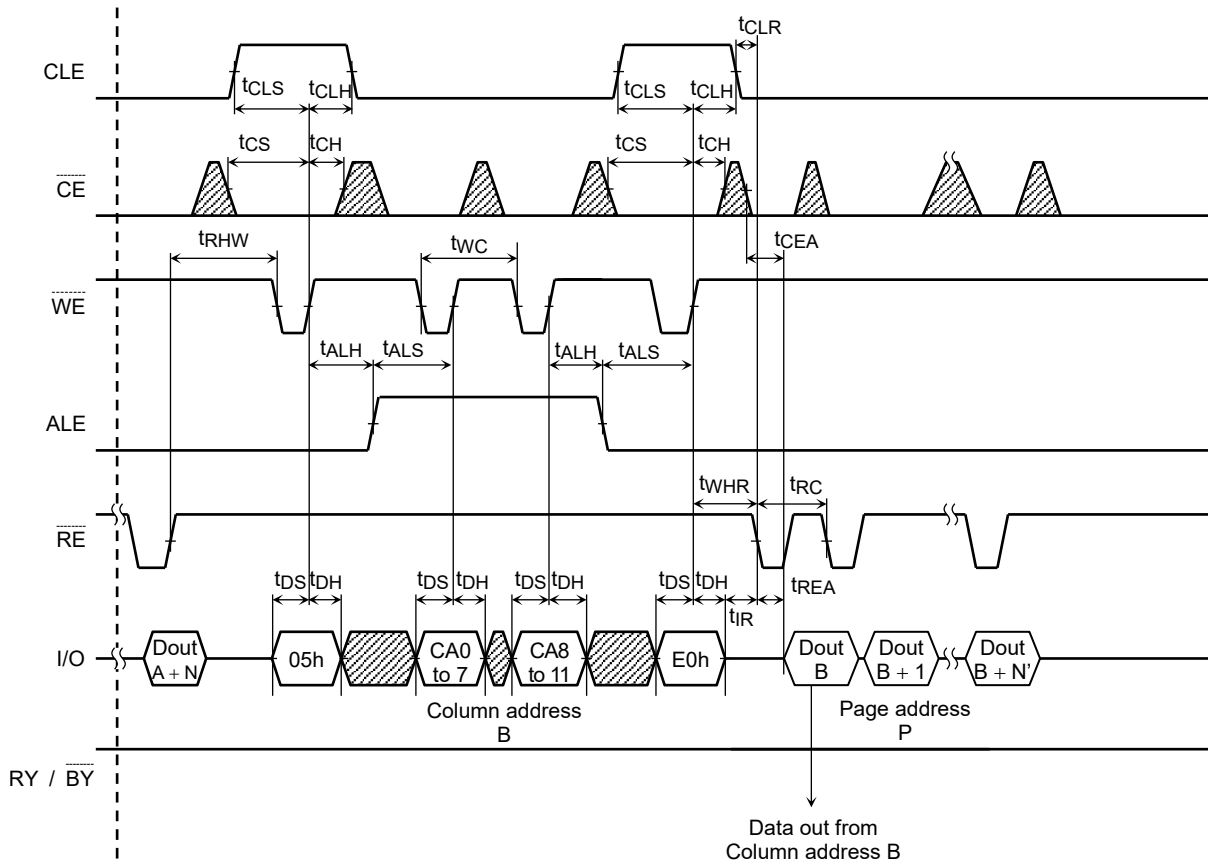 tCLR
CLE
tCLS tCLH tCLS tCLH
tCS tCH tCS tCH
CE
tCEA
tRHW tWC
WE
tALH tALS tALH tALS
ALE
tWHR tRC
RE
tDS tDH tDS tDH tDS tDH tDS tDH tREA
tIR
I/O
Dout
A + N
05h
CA0
to 7
CA8
to 11
E0h
Dout
B
Dout
B + 1
Dout
B + N’
Column address
B
Page address
P
RY / BY
Data out from
Column address B